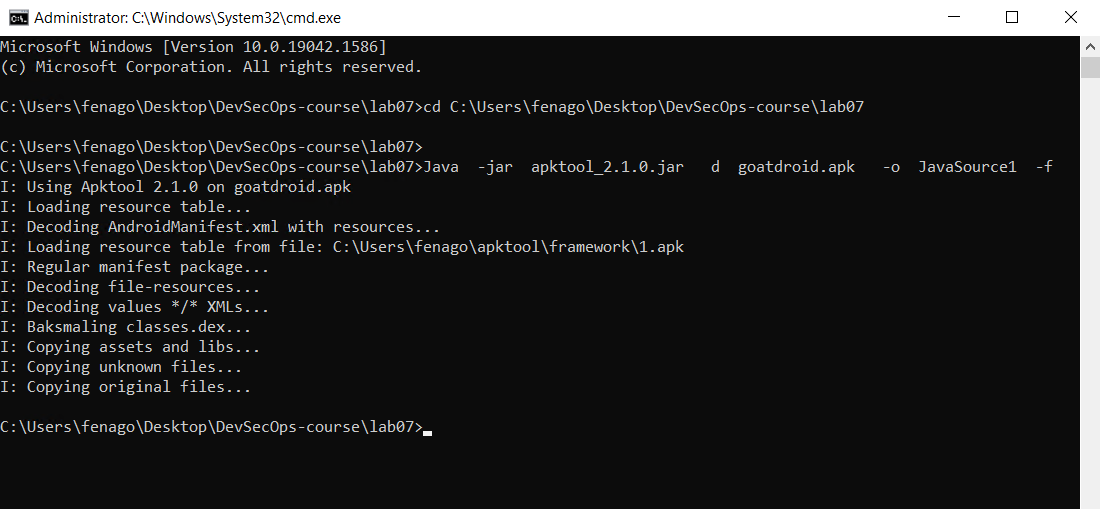 Administrator: C:\Windows\System32\cmd.exe
Microsoft Windows [Version 10.0.19042.1586]
(c) Microsoft Corporation. All rights reserved.
C:\Users\fenago\Desktop\DevSecOps-course\lab07>cd C:\Users\fenago\Desktop\DevSecOps-course\lab07
C:\Users\fenago\Desktop\DevSecOps-course\lab07>
C:\Users\fenago\Desktop\DevSecOps-course\lab07>Java  -jar  apktool_2.1.0.jar   d  goatdroid.apk   -o  JavaSource1  -f
I: Using Apktool 2.1.0 on goatdroid.apk
I: Loading resource table...
I: Decoding AndroidManifest.xml with resources...
I: Loading resource table from file: C:\Users\fenago\apktool\framework\1.apk
I: Regular manifest package...
I: Decoding file-resources...
I: Decoding values */* XMLs...
I: Baksmaling classes.dex...
I: Copying assets and libs...
I: Copying unknown files...
I: Copying original files...
C:\Users\fenago\Desktop\DevSecOps-course\lab07>